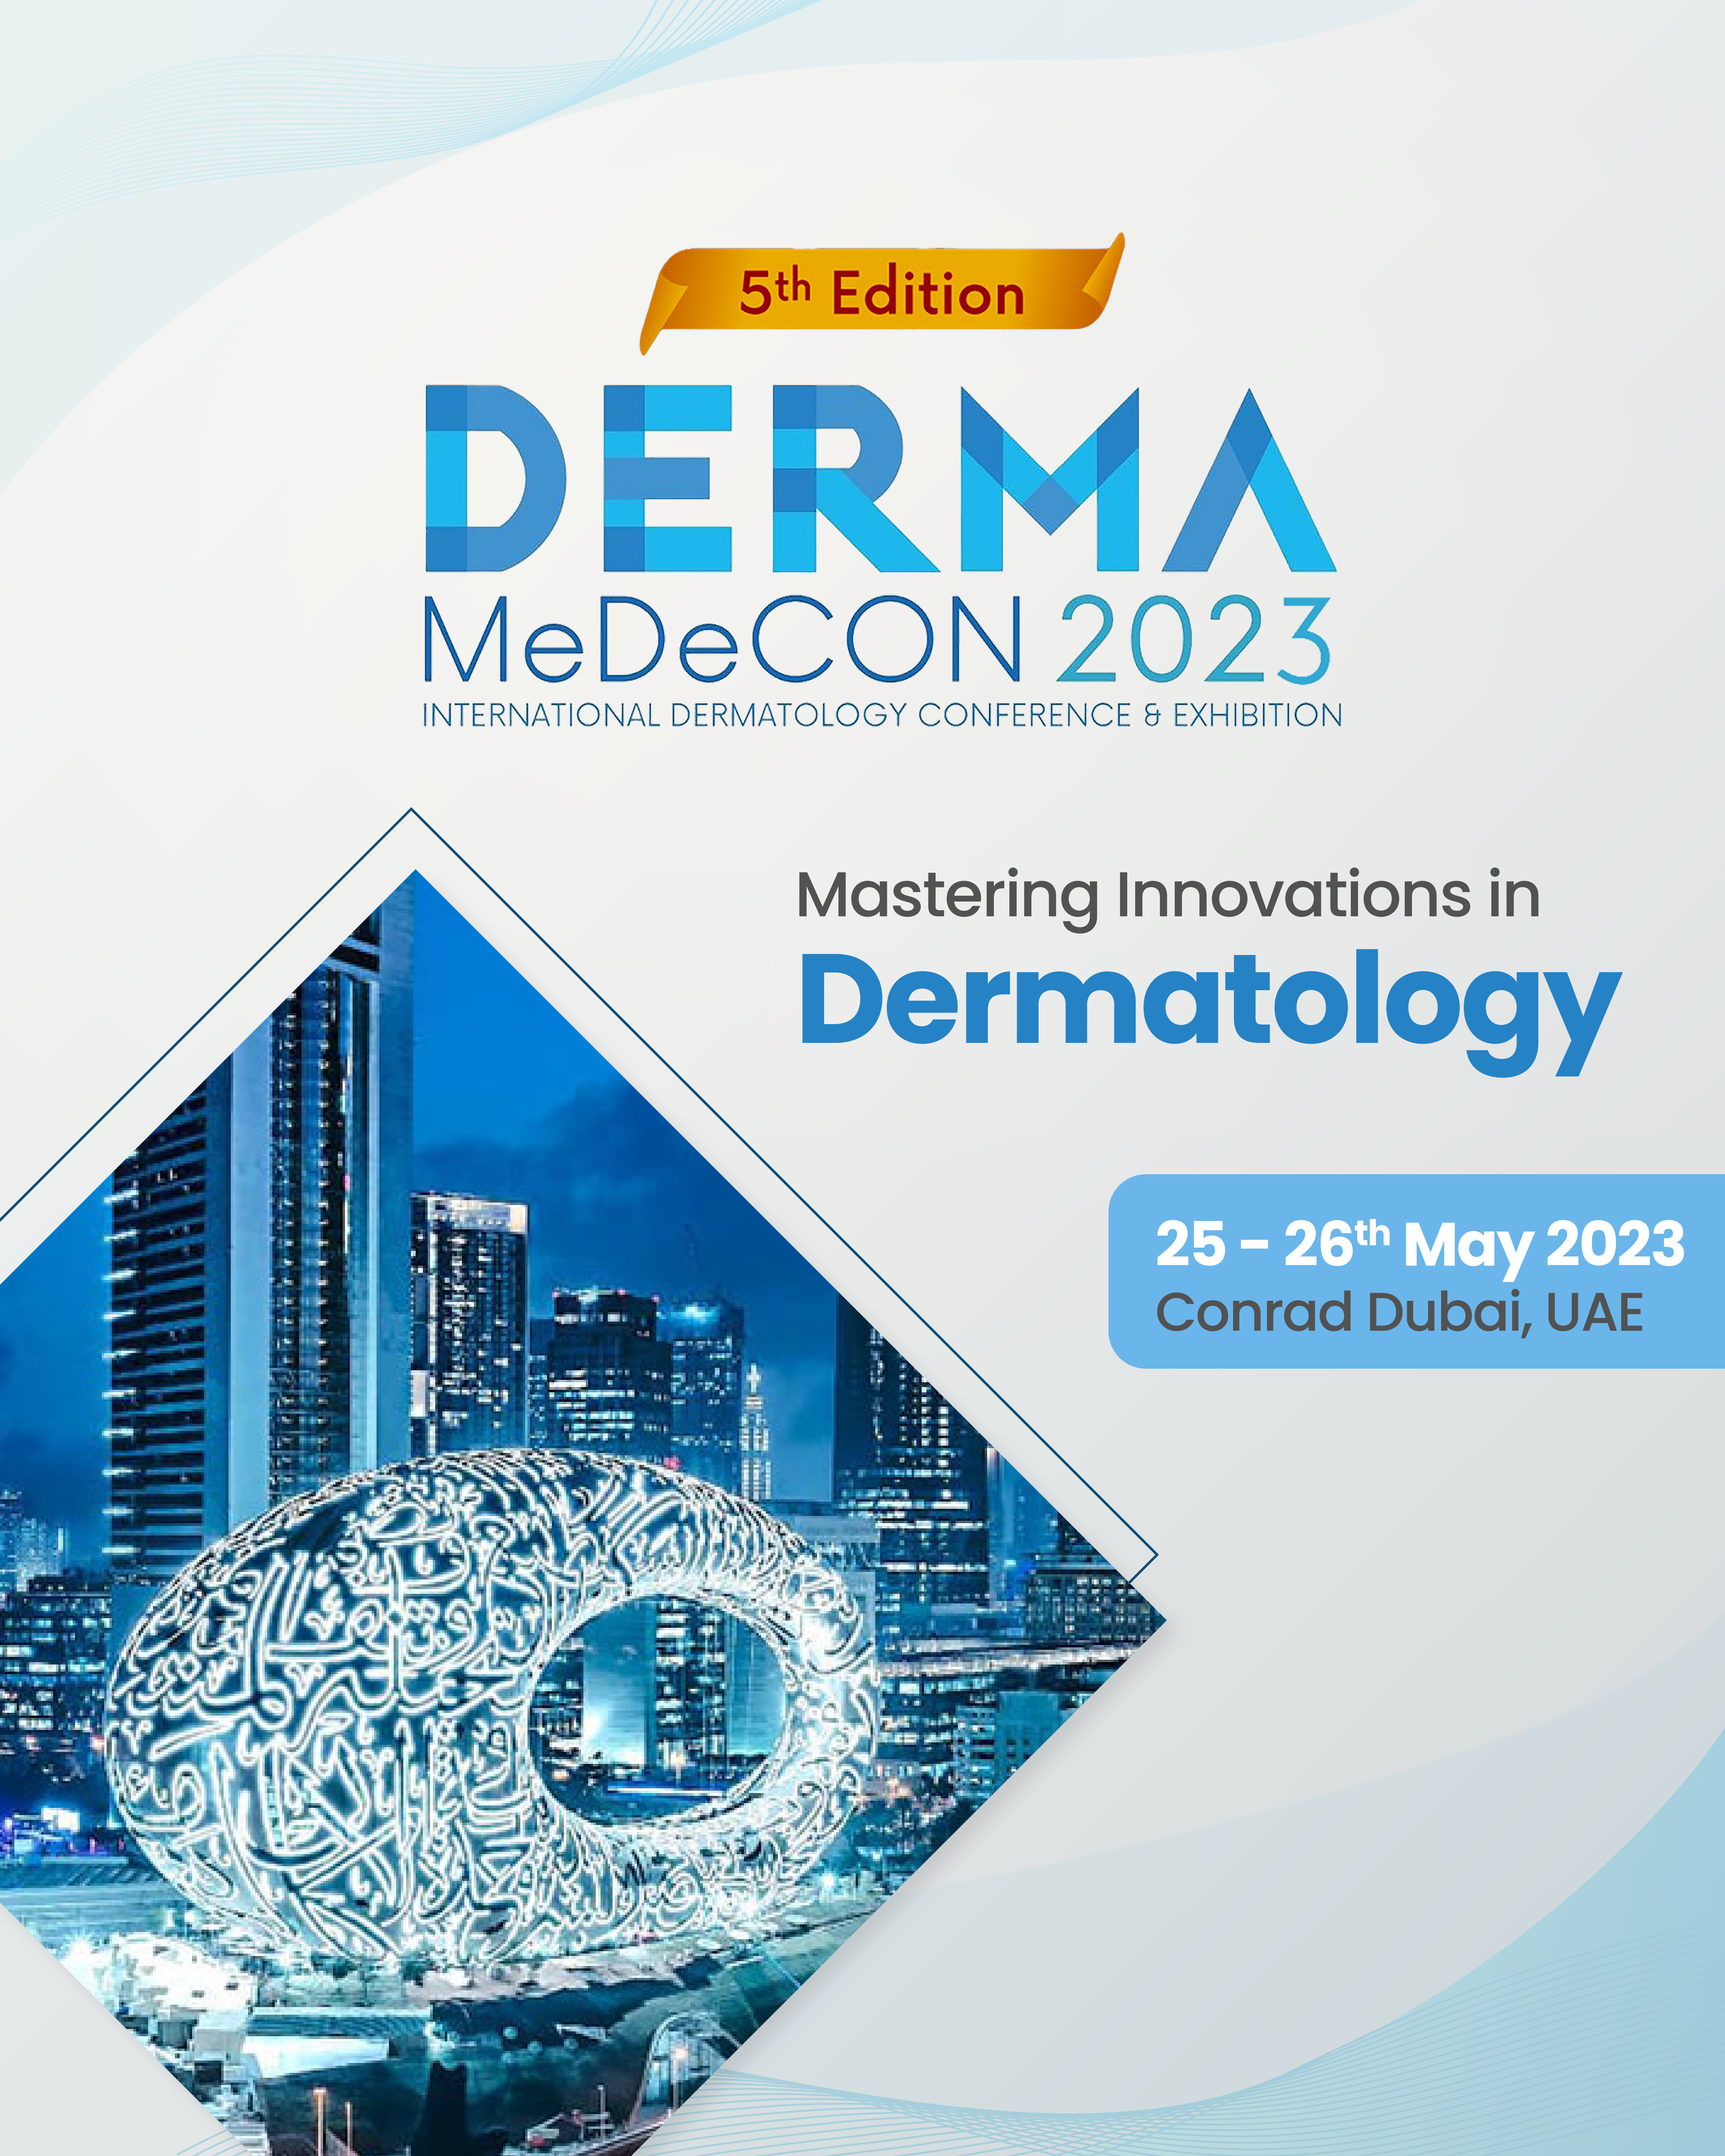 5th Edition
DERMA
MeDeCON 2023
INTERNATIONAL DERMATOLOGY CONFERENCE & EXHIBITION
Mastering Innovations in
Dermatology
25 - 26th May 2023
Conrad Dubai, UAE